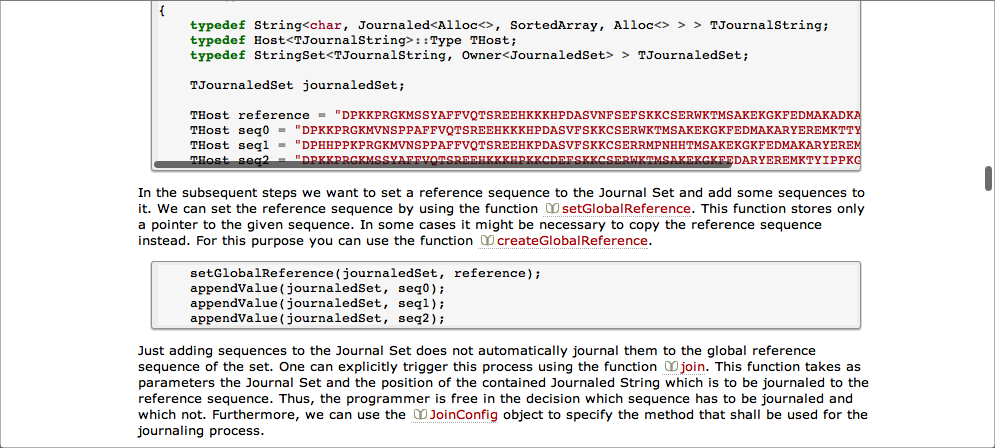 {
typedef String<char, Journaled<Alloc<>, SortedArray, Alloc<> > > TJournalString;
typedef Host<TJournalString>::Type THost;
typedef StringSet<TJournalString, Owner<JournaledSet> > TJournaledSet;
TJournaledSet journaledSet;
THost reference = "DPKKPRGKMSSYAFFVQTSREEHKKKHPDASVNFSEFSKKCSERWKTMSAKEKGKFEDMAKADKA
THost seq0 = "DPKKPRGKMVNSPPAFFVQTSREEHKKKHPDASVFSKKCSERWKTMSAKEKGKFEDMAKARYEREMKTTY
THost seq1 = "DPHHPPKPRGKMVNSPPAFFVQTSREEHKPDASVFSKKCSERRMPNHHTMSAKEKGKFEDMAKARYEREM
THost seq2 = "DPKKPRGKMSSYAFFVQTSREEHKKKHPKKCDEFSKKCSERWKTMSAKEKGKFEDARYEREMKTYIPPKG
In the subsequent steps we want to set a reference sequence to the Journal Set and add some sequences to
it. We can set the reference sequence by using the function setGlobalReference. This function stores only
a pointer to the given sequence. In some cases it might be necessary to copy the reference sequence
instead. For this purpose you can use the function createGlobalReference.
setGlobalReference(journaledSet, reference);
appendValue(journaledSet, seq0);
appendValue(journaledSet, seq1);
appendValue(journaledSet, seq2);
Just adding sequences to the Journal Set does not automatically journal them to the global reference
sequence of the set. One can explicitly trigger this process using the function join. This function takes as
parameters the Journal Set and the position of the contained Journaled String which is to be journaled to the
reference sequence. Thus, the programmer is free in the decision which sequence has to be journaled and
which not. Furthermore, we can use the JoinConfig object to specify the method that shall be used for the
journaling process.